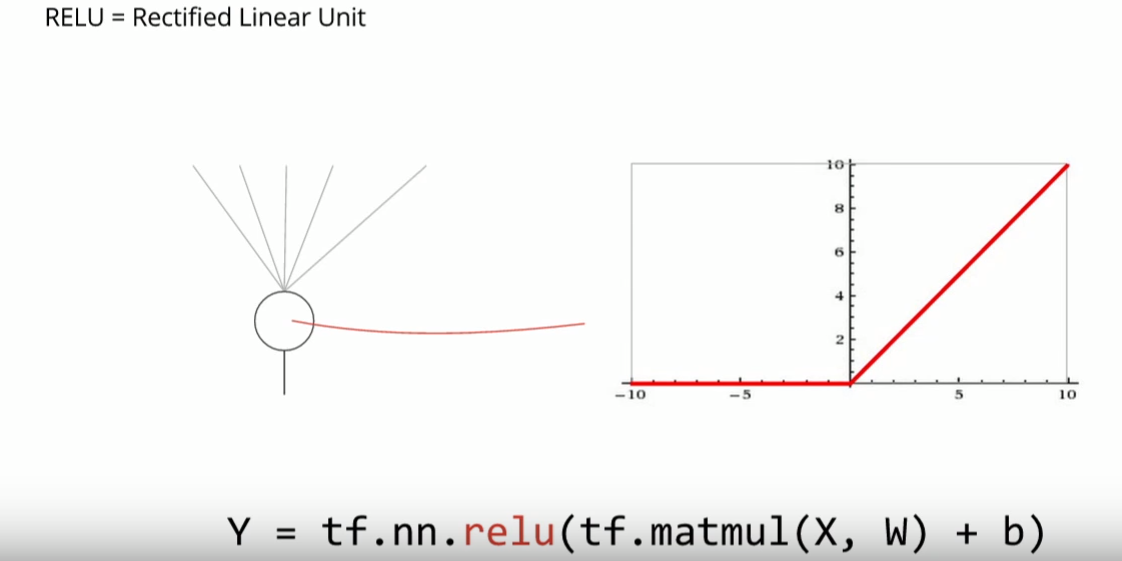 RELU = Rectified Linear Unit
10
8
6
4
2
−10 −5 5 10
Y = tf.nn.relu(tf.matmul(X, W) + b)